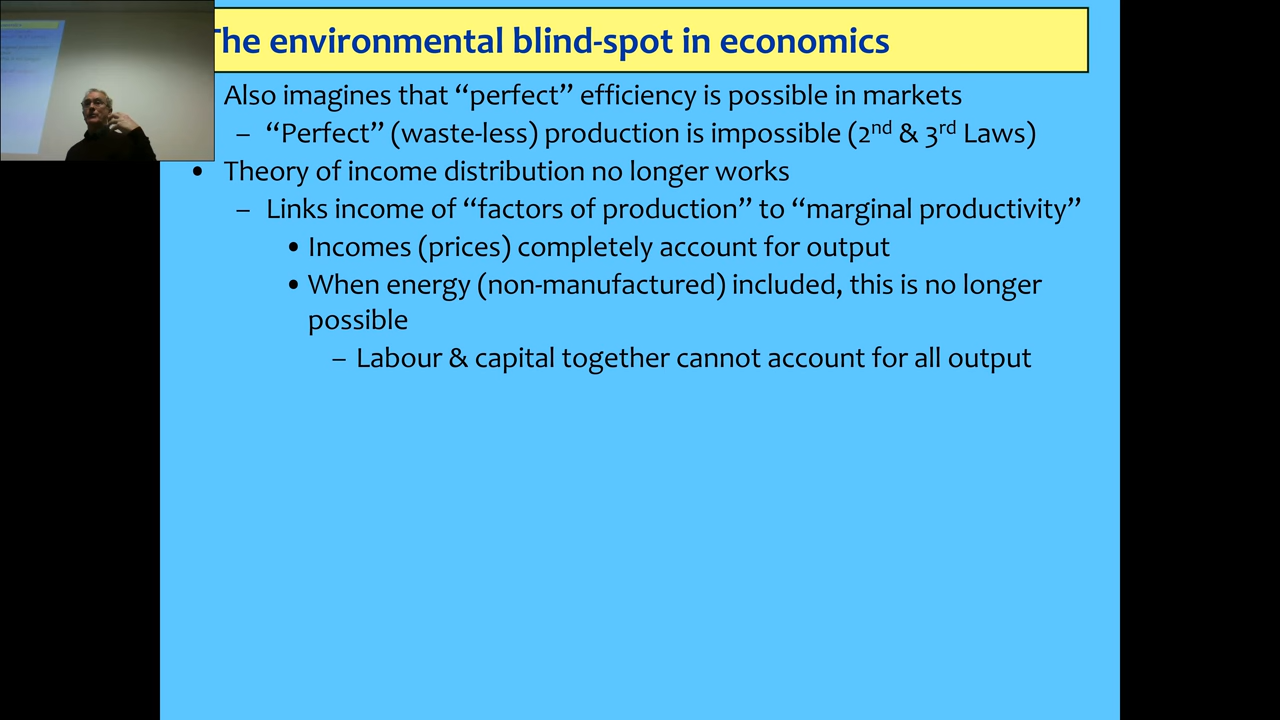 The environmental blind-spot in economics
Also imagines that “perfect” efficiency is possible in markets
– “Perfect” (waste-less) production is impossible (2nd & 3rd Laws)
• Theory of income distribution no longer works
– Links income of “factors of production” to “marginal productivity”
• Incomes (prices) completely account for output
• When energy (non-manufactured) included, this is no longer
possible
– Labour & capital together cannot account for all output